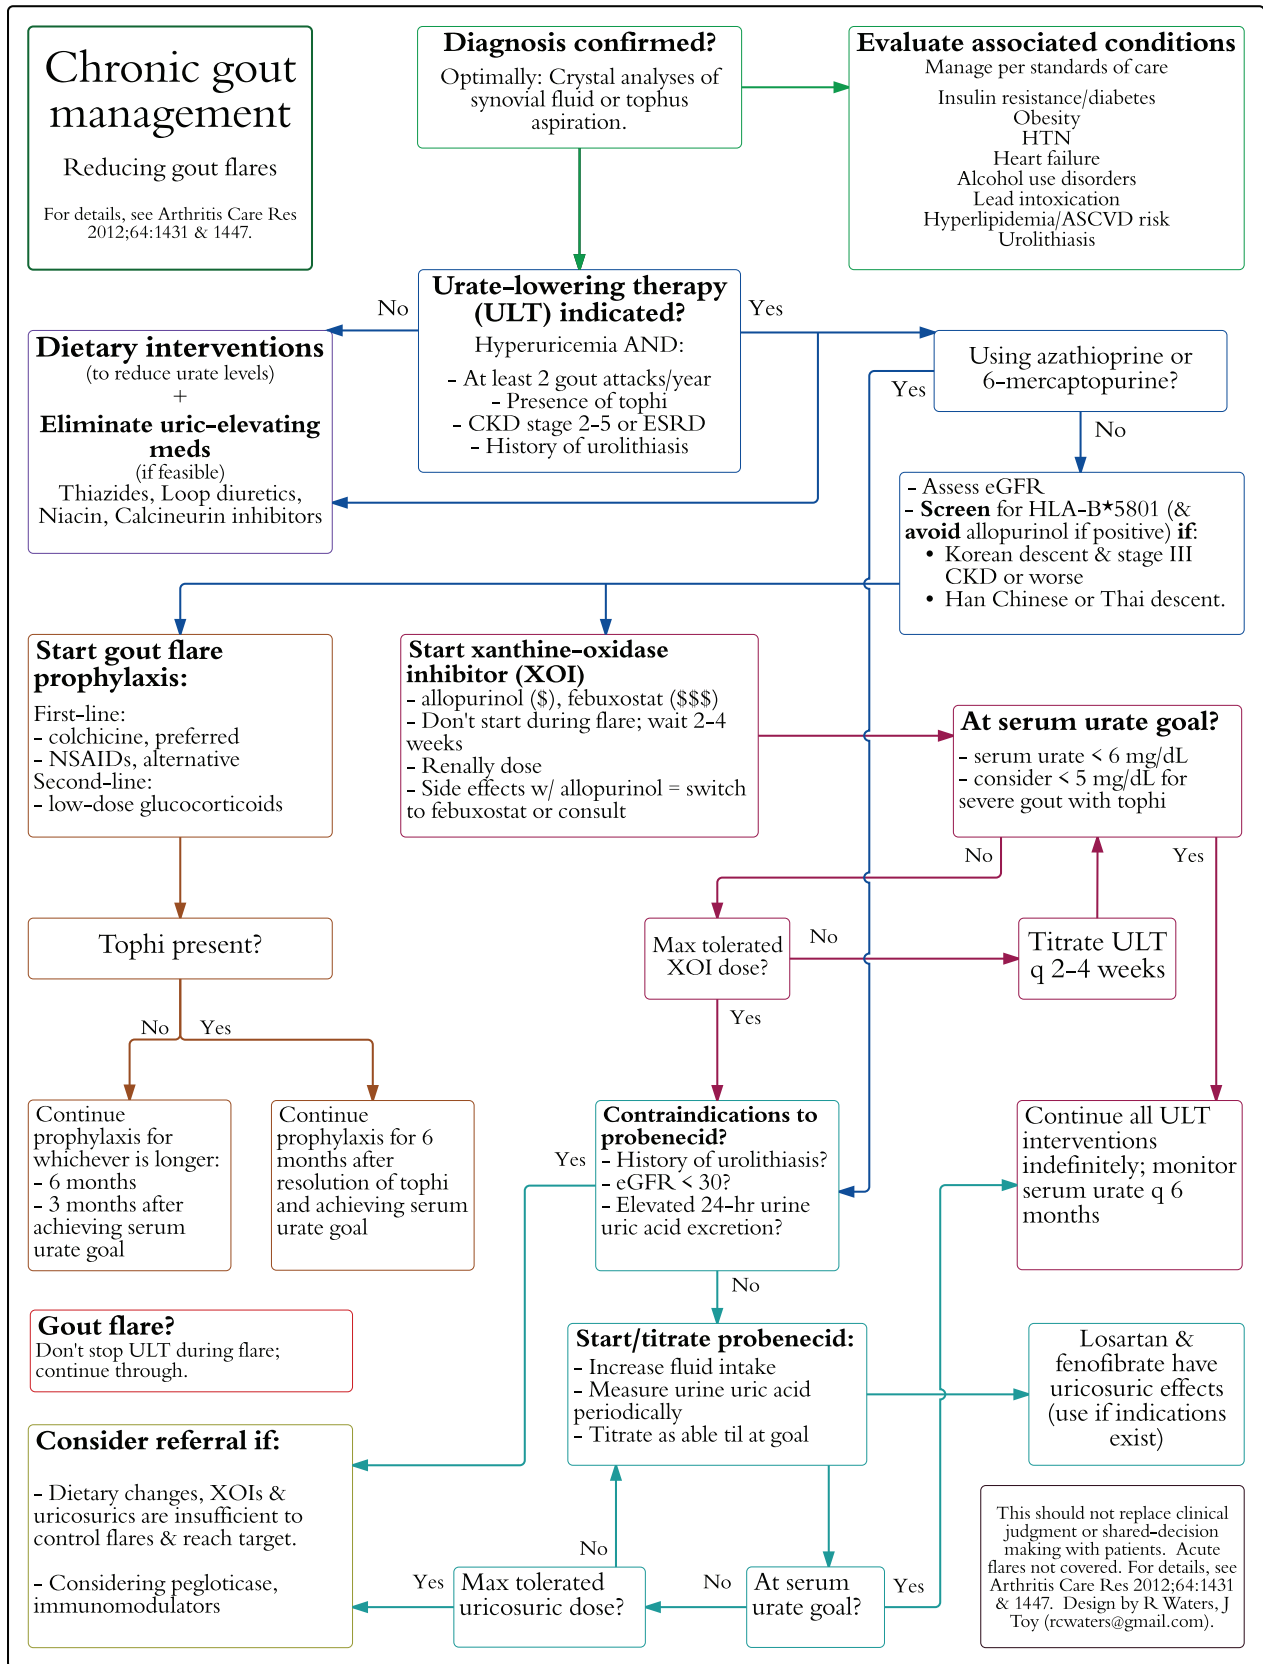 Chronic gout
management
Reducing gout flares
For details, see Arthritis Care Res
2012;64:1431 & 1447.
Diagnosis confirmed?
Optimally: Crystal analyses of
synovial fluid or tophus
aspiration.
Evaluate associated conditions
Manage per standards of care
Insulin resistance/diabetes
Obesity
HTN
Heart failure
Alcohol use disorders
Lead intoxication
Hyperlipidemia/ASCVD risk
Urolithiasis
Urate-lowering therapy
(ULT) indicated?
Hyperuricemia AND:
- At least 2 gout attacks/year
- Presence of tophi
- CKD stage 2-5 or ESRD
- History of urolithiasis
No
Yes
Dietary interventions
(to reduce urate levels)
+
Eliminate uric-elevating
meds
(if feasible)
Thiazides, Loop diuretics,
Niacin, Calcineurin inhibitors
Using azathioprine or
6-mercaptopurine?
Yes
No
- Assess eGFR
- Screen for HLA-B*5801 (&
avoid allopurinol if positive) if:
• Korean descent & stage III
CKD or worse
• Han Chinese or Thai descent.
Start gout flare
prophylaxis:
First-line:
- colchicine, preferred
- NSAIDs, alternative
Second-line:
- low-dose glucocorticoids
Start xanthine-oxidase
inhibitor (XOI)
- allopurinol ($), febuxostat ($$$)
- Don't start during flare; wait 2-4
weeks
- Renally dose
- Side effects w/ allopurinol = switch
to febuxostat or consult
At serum urate goal?
- serum urate < 6 mg/dL
- consider < 5 mg/dL for
severe gout with tophi
No
Yes
Tophi present?
Max tolerated
XOI dose?
No
Titrate ULT
q 2-4 weeks
Yes
No
Yes
Continue
prophylaxis for
whichever is longer:
- 6 months
- 3 months after
achieving serum
urate goal
Continue
prophylaxis for 6
months after
resolution of tophi
and achieving serum
urate goal
Contraindications to
probenecid?
- History of urolithiasis?
- eGFR < 30?
- Elevated 24-hr urine
uric acid excretion?
Yes
No
Continue all ULT
interventions
indefinitely; monitor
serum urate q 6
months
Gout flare?
Don't stop ULT during flare;
continue through.
Start/titrate probenecid:
- Increase fluid intake
- Measure urine uric acid
periodically
- Titrate as able til at goal
Losartan &
fenofibrate have
uricosuric effects
(use if indications
exist)
Consider referral if:
- Dietary changes, XOIs &
uricosurics are insufficient to
control flares & reach target.
- Considering pegloticase,
immunomodulators
No
Yes
Max tolerated
uricosuric dose?
No
At serum
urate goal?
Yes
This should not replace clinical
judgment or shared-decision
making with patients. Acute
flares not covered. For details, see
Arthritis Care Res 2012;64:1431
& 1447. Design by R Waters, J
Toy (rcwaters@gmail.com).